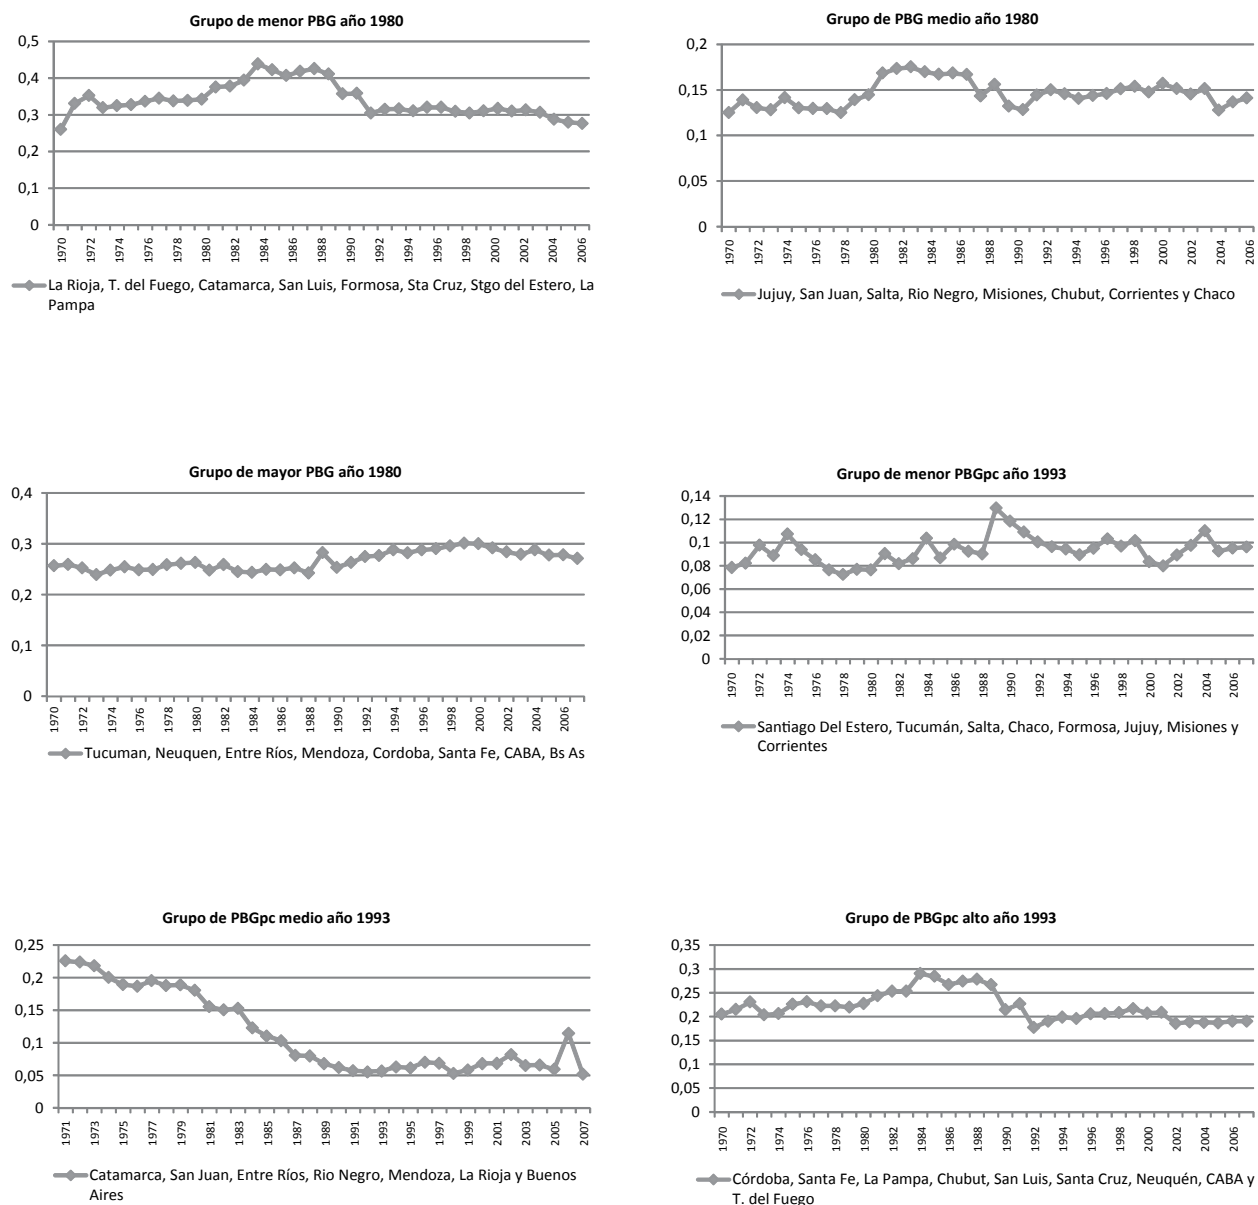 Grupo de menor PBG año 1980
0,5
0,4
0,3
0,2
0,1
0
1970 1972 1974 1976 1978 1980 1982 1984 1986 1988 1990 1992 1994 1996 1998 2000 2002 2004 2006
La Rioja, T. del Fuego, Catamarca, San Luis, Formosa, Sta Cruz, Stgo del Estero, La
Pampa
Grupo de PBG medio año 1980
0,2
0,15
0,1
0,05
0
1970 1972 1974 1976 1978 1980 1982 1984 1986 1988 1990 1992 1994 1996 1998 2000 2002 2004 2006
Jujuy, San Juan, Salta, Rio Negro, Misiones, Chubut, Corrientes y Chaco
Grupo de mayor PBG año 1980
0,4
0,3
0,2
0,1
0
1970 1972 1974 1976 1978 1980 1982 1984 1986 1988 1990 1992 1994 1996 1998 2000 2002 2004 2006
Tucuman, Neuquen, Entre Ríos, Mendoza, Cordoba, Santa Fe, CABA, Bs As
Grupo de menor PBGpc año 1993
0,14
0,12
0,1
0,08
0,06
0,04
0,02
0
1970 1972 1974 1976 1978 1980 1982 1984 1986 1988 1990 1992 1994 1996 1998 2000 2002 2004 2006
Santiago Del Estero, Tucumán, Salta, Chaco, Formosa, Jujuy, Misiones y
Corrientes
Grupo de PBGpc medio año 1993
0,25
0,2
0,15
0,1
0,05
0
1971 1973 1975 1977 1979 1981 1983 1985 1987 1989 1991 1993 1995 1997 1999 2001 2003 2005 2007
Catamarca, San Juan, Entre Ríos, Rio Negro, Mendoza, La Rioja y Buenos
Aires
Grupo de PBGpc alto año 1993
0,35
0,3
0,25
0,2
0,15
0,1
0,05
0
1970 1972 1974 1976 1978 1980 1982 1984 1986 1988 1990 1992 1994 1996 1998 2000 2002 2004 2006
Córdoba, Santa Fe, La Pampa, Chubut, San Luis, Santa Cruz, Neuquén, CABA y
T. del Fuego